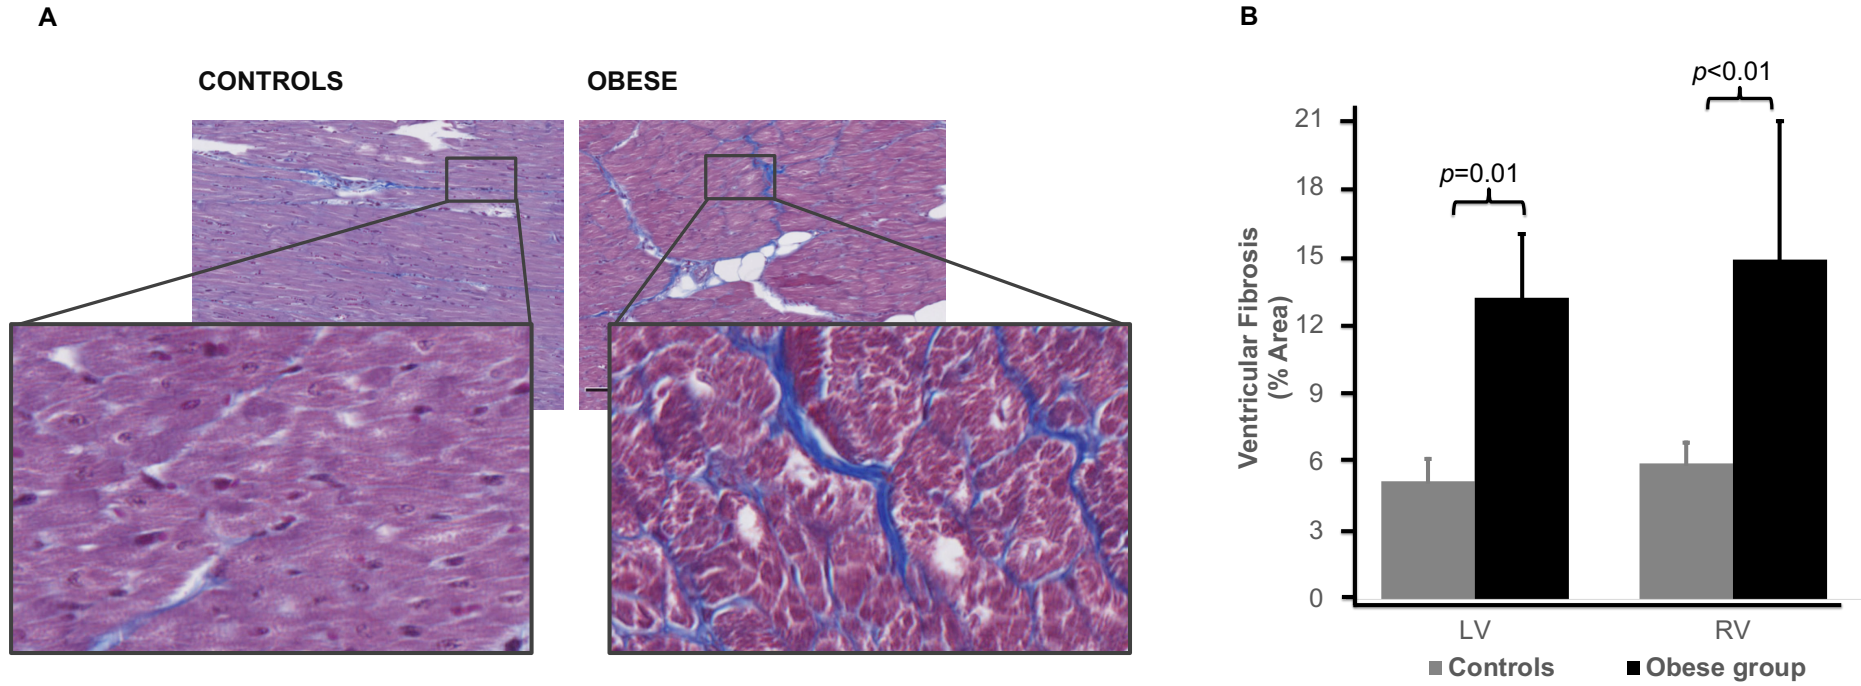 A
CONTROLS
OBESE
B
Ventricular Fibrosis
(% Area)
21
18
15
12
9
6
3
0
p=0.01
p<0.01
LV
RV
Controls
Obese group